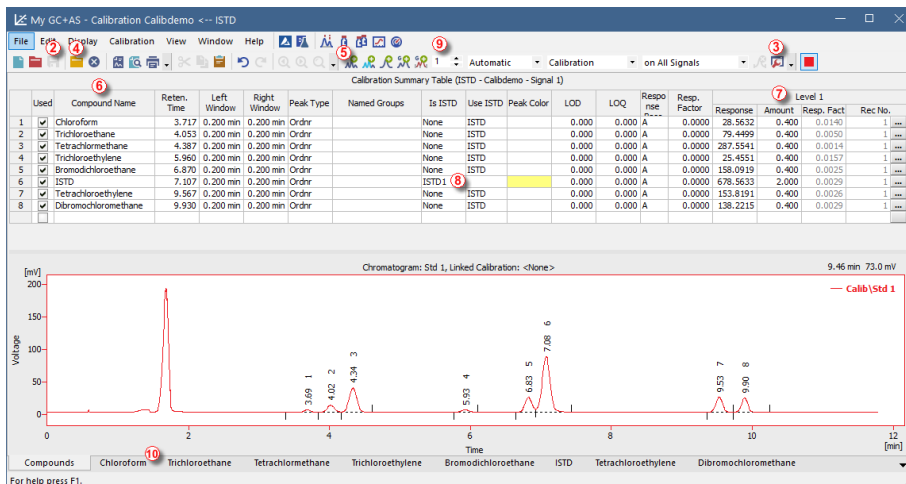 My GC+AS - Calibration Calibdemo <-- ISTD
File Edit Display Calibration View Window Help
2 4 5 9 3
1 Automatic Calibration on All Signals
Calibration Summary Table (ISTD - Calibdemo - Signal 1)
6 7
Used Compound Name Reten. Time Left Window Right Window Peak Type Named Groups Is ISTD Use ISTD Peak Color LOD LOQ Respo nse Resp. Factor Level 1
Response Amount Resp. Fact Rec No.
1 Chloroform 3.717 0.200 min 0.200 min Ordnr None ISTD 0.000 0.000 A 0.0000 28.5632 0.400 0.0140 1 ...
2 Trichloroethane 4.053 0.200 min 0.200 min Ordnr None ISTD 0.000 0.000 A 0.0000 79.4499 0.400 0.0050 1 ...
3 Tetrachlormethane 4.387 0.200 min 0.200 min Ordnr None ISTD 0.000 0.000 A 0.0000 287.5541 0.400 0.0014 1 ...
4 Trichloroethylene 5.960 0.200 min 0.200 min Ordnr None ISTD 0.000 0.000 A 0.0000 25.4551 0.400 0.0157 1 ...
5 Bromodichloroethane 6.870 0.200 min 0.200 min Ordnr None ISTD 0.000 0.000 A 0.0000 158.0919 0.400 0.0025 1 ...
6 ISTD 7.107 0.200 min 0.200 min Ordnr ISTD1 8 0.000 0.000 A 0.0000 678.5633 2.000 0.0029 1 ...
7 Tetrachloroethylene 9.567 0.200 min 0.200 min Ordnr None ISTD 0.000 0.000 A 0.0000 153.8191 0.400 0.0026 1 ...
8 Dibromochloromethane 9.930 0.200 min 0.200 min Ordnr None ISTD 0.000 0.000 A 0.0000 138.2215 0.400 0.0029 1 ...
Chromatogram: Std 1, Linked Calibration: <None>
9.46 min 73.0 mV
[mV]
Calib\Std 1
200
150
100
50
0
Voltage
3.69 1
4.02 2
4.34 3
5.93 4
6.83 5
7.08 6
9.53 7
9.90 8
0 2 4 6 8 10 12
Time
[min]
10
Compounds Chloroform Trichloroethane Tetrachlormethane Trichloroethylene Bromodichloroethane ISTD Tetrachloroethylene Dibromochloromethane
For help press F1.